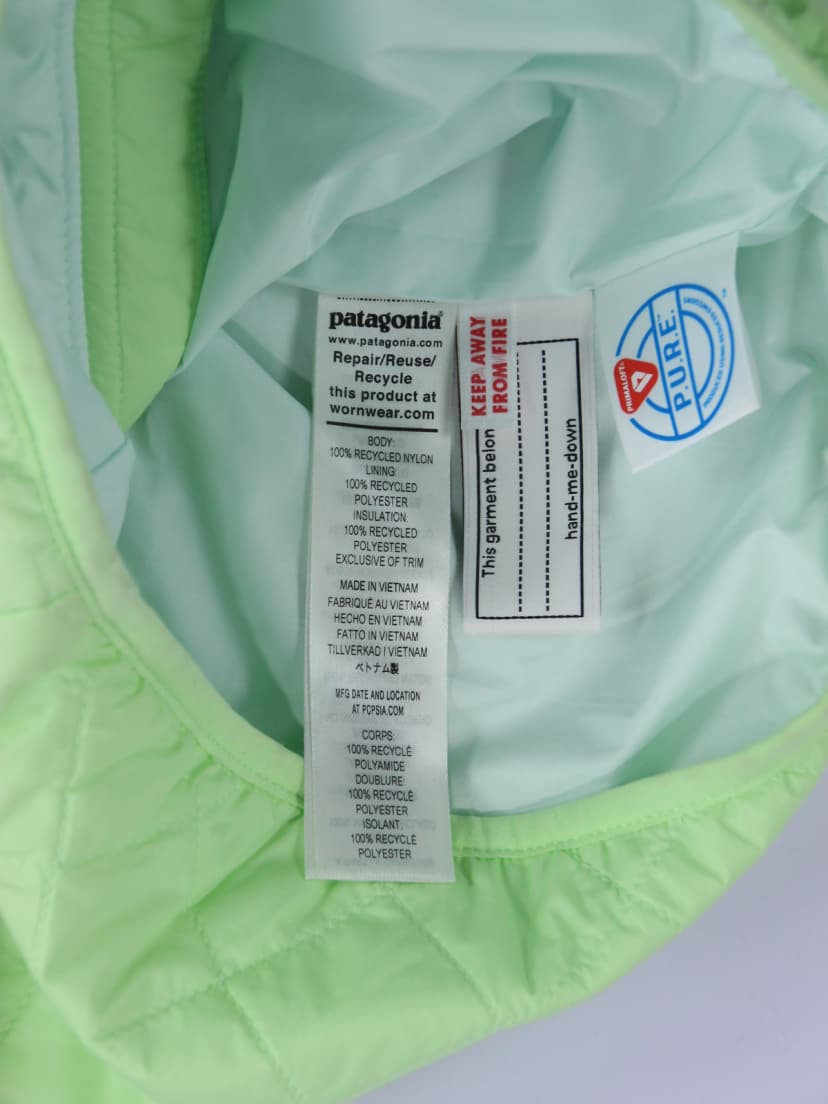 patagonia®
www.patagonia.com
Repair/Reuse/
Recycle
this product at
wornwear.com
BODY:
100% RECYCLED NYLON
LINING:
100% RECYCLED
POLYESTER
INSULATION:
100% RECYCLED
POLYESTER
EXCLUSIVE OF TRIM
MADE IN VIETNAM
FABRIQUÉ AU VIETNAM
HECHO EN VIETNAM
FATTO IN VIETNAM
TILLVERKAD I VIETNAM
ベトナム製
MFG DATE AND LOCATION
AT PCPSIA.COM
CORPS:
100% RECYCLÉ
POLYAMIDE
DOUBLURE:
100% RECYCLÉ
POLYESTER
ISOLANT:
100% RECYCLÉ
POLYESTER
KEEP AWAY
FROM FIRE
This garment belon
hand-me-down
PRIMALOFT®
P.U.R.E.